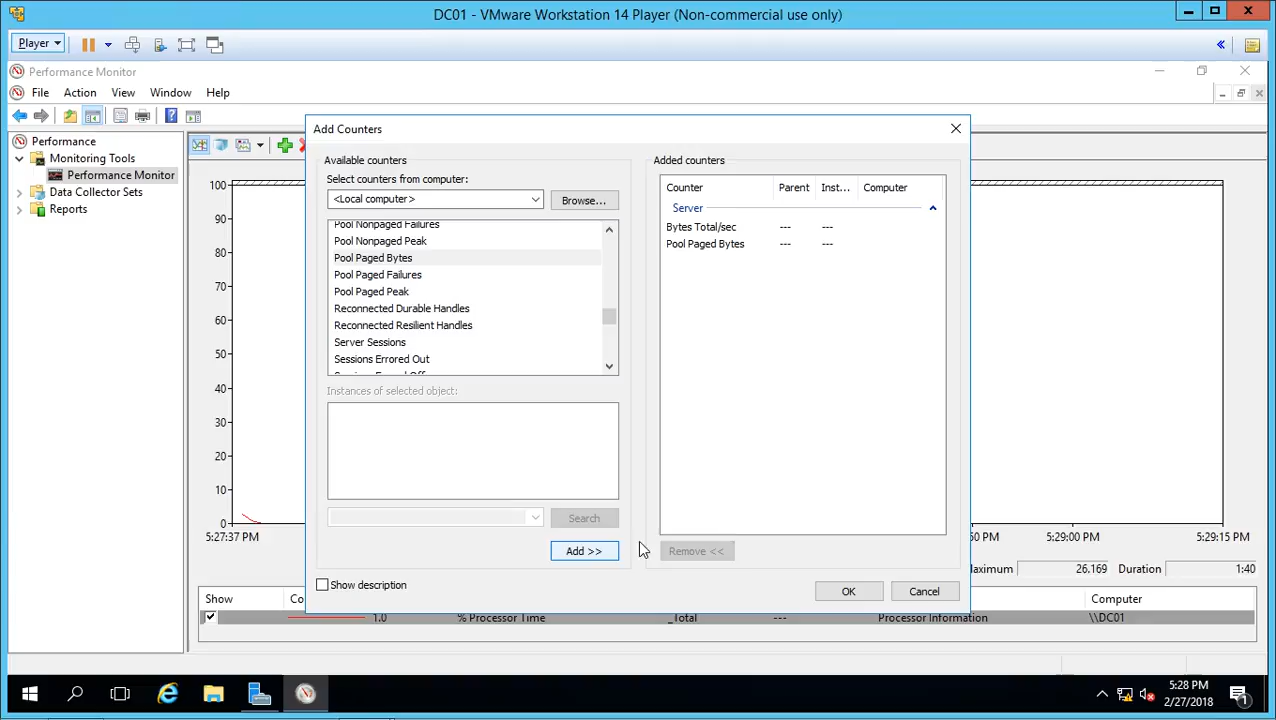 DC01 - VMware Workstation 14 Player (Non-commercial use only)
Player
Performance Monitor
File Action View Window Help
Performance
Monitoring Tools
Performance Monitor
Data Collector Sets
Reports
Add Counters
Available counters
Select counters from computer:
<Local computer>
Browse...
Pool Nonpaged Failures
Pool Nonpaged Peak
Pool Paged Bytes
Pool Paged Failures
Pool Paged Peak
Reconnected Durable Handles
Reconnected Resilient Handles
Server Sessions
Sessions Errored Out
Instances of selected object:
Search
Add >>
Show description
Added counters
Counter Parent Inst... Computer
Server
Bytes Total/sec --- ---
Pool Paged Bytes --- ---
Remove <<
OK Cancel
100
90
80
70
60
50
40
30
20
10
0
5:27:37 PM 50 PM 5:29:00 PM 5:29:15 PM
aximum 26.169 Duration 1:40
Show Co Computer
1.0 % Processor Time _Total --- Processor Information \\DC01
5:28 PM
2/27/2018
1